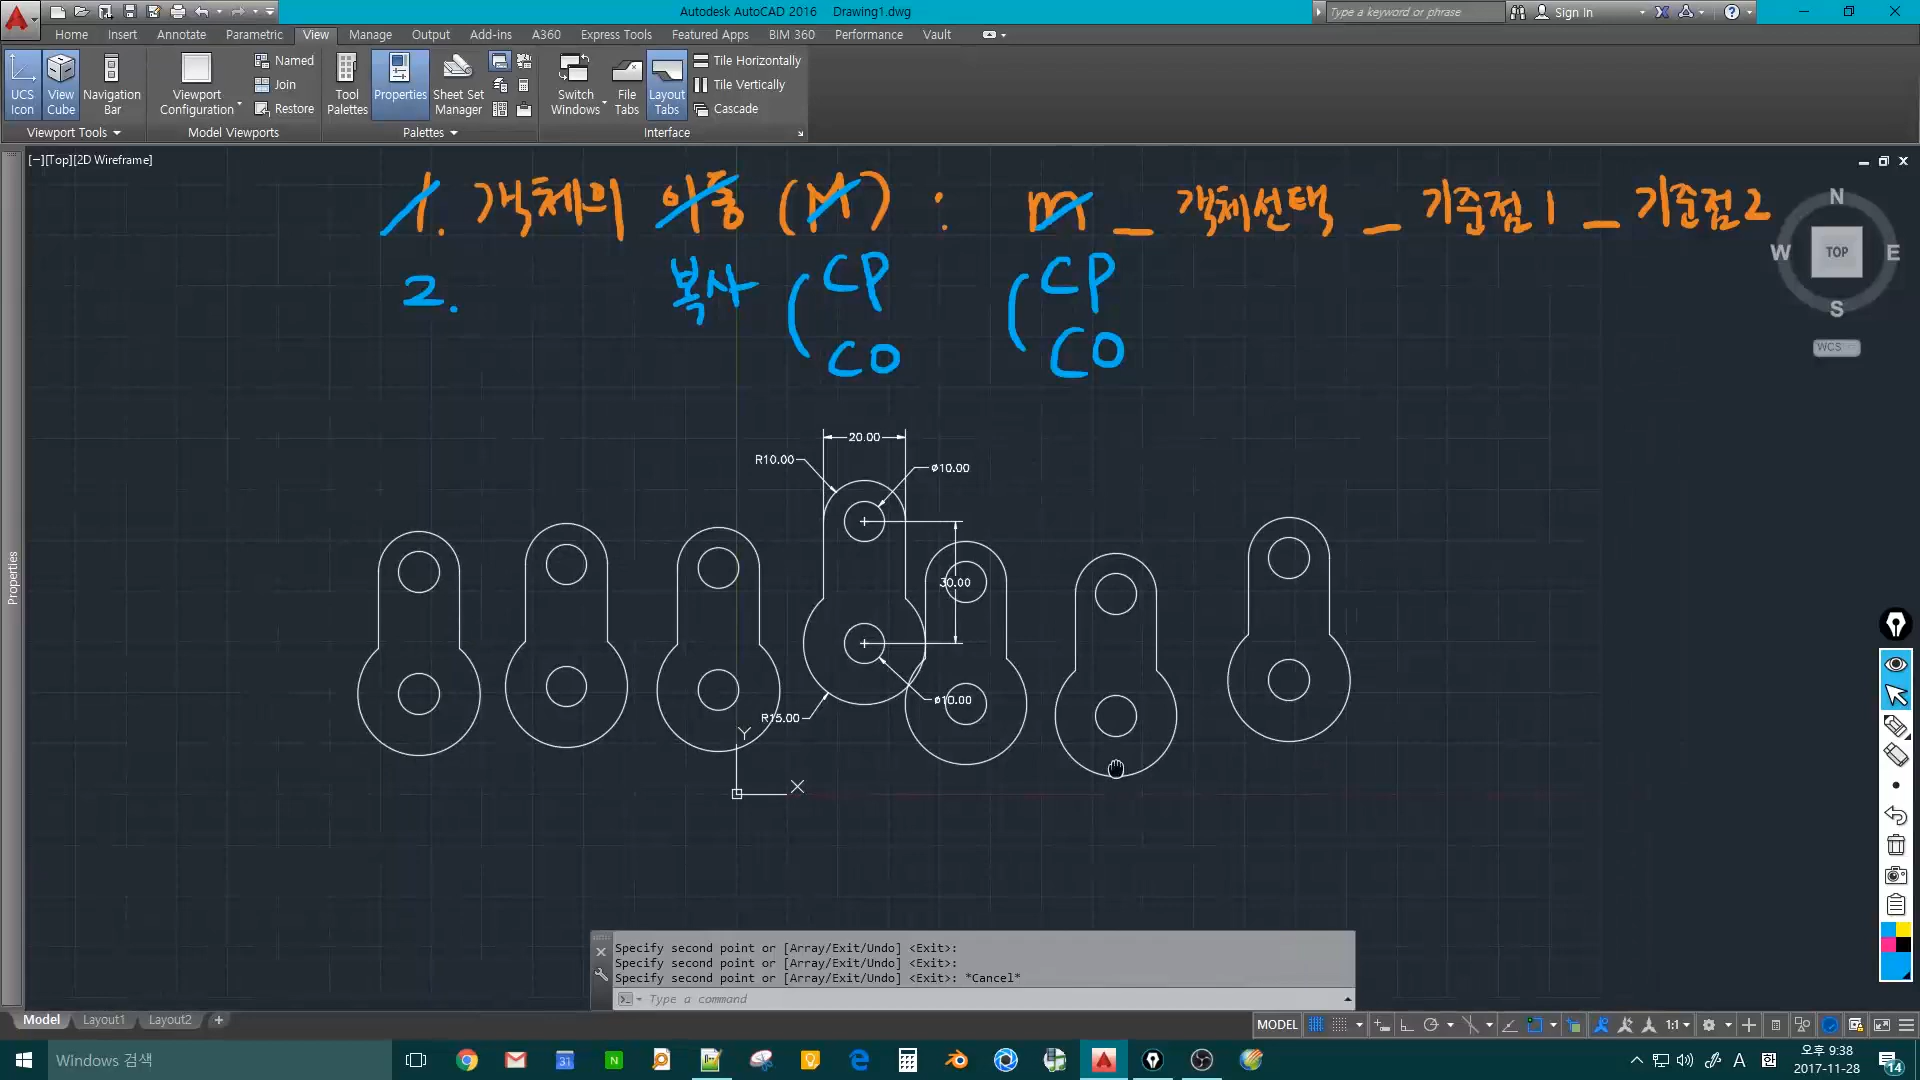 Autodesk AutoCAD 2016 Drawing1.dwg
Type a keyword or phrase
Sign In
Home Insert Annotate Parametric View Manage Output Add-ins A360 Express Tools Featured Apps BIM 360 Performance Vault
UCS Icon
View Cube
Navigation Bar
Viewport Configuration
Named
Join
Restore
Tool Palettes
Properties
Sheet Set Manager
Switch Windows
File Tabs
Layout Tabs
Tile Horizontally
Tile Vertically
Cascade
Viewport Tools
Model Viewports
Palettes
Interface
[−][Top][2D Wireframe]
1. 객체의 이동 (M) : m _ 객체선택 _ 기준점1 _ 기준점2
2. 복사 ( CP ( CP
CO CO
N
W TOP E
S
WCS
20.00
R10.00
ø10.00
30.00
ø10.00
R15.00
Y
X
Properties
Specify second point or [Array/Exit/Undo] <Exit>:
Specify second point or [Array/Exit/Undo] <Exit>:
Specify second point or [Array/Exit/Undo] <Exit>: *Cancel*
Type a command
Model Layout1 Layout2 +
MODEL
1:1
Windows 검색
31
N
A
오후 9:38
2017-11-28
14